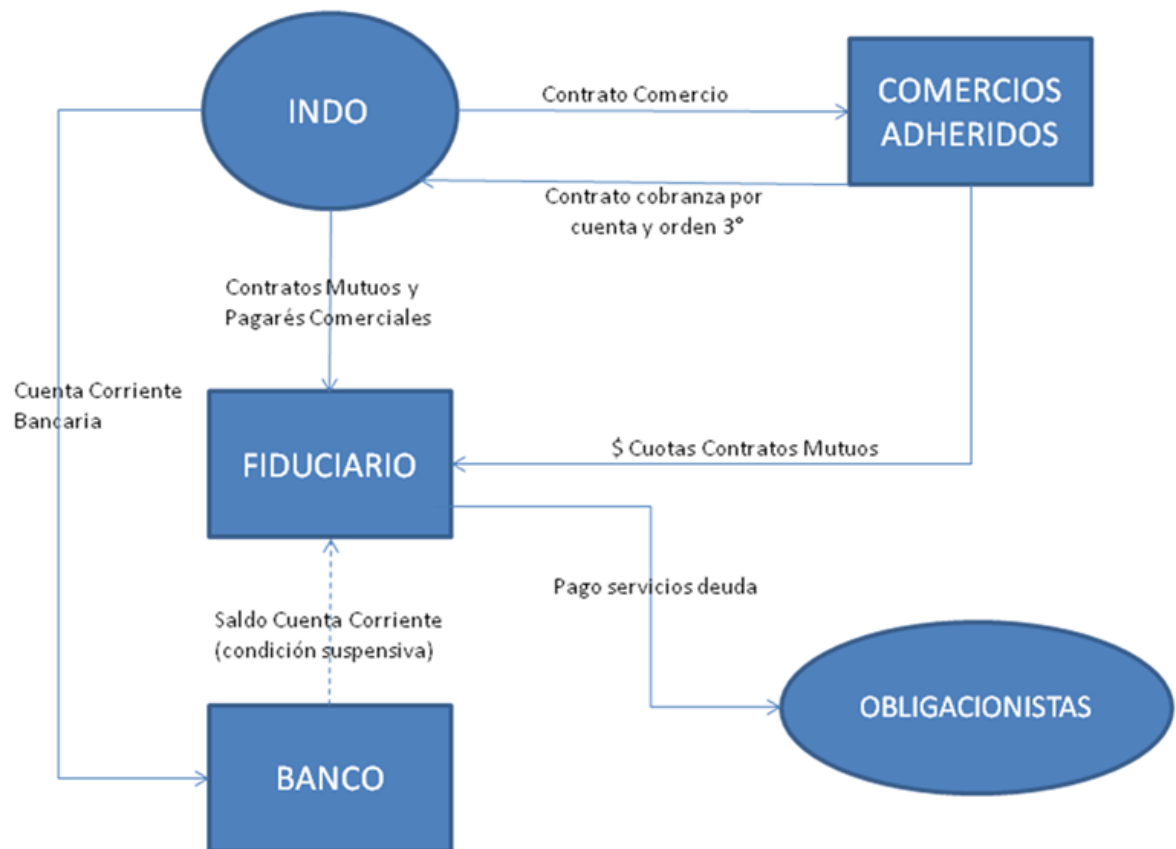 INDO
Contrato Comercio
COMERCIOS
ADHERIDOS
Contrato cobranza por
cuenta y orden 3°
Contratos Mutuos y
Pagarés Comerciales
Cuenta Corriente
Bancaria
FIDUCIARIO
$ Cuotas Contratos Mutuos
Pago servicios deuda
Saldo Cuenta Corriente
(condición suspensiva)
OBLIGACIONISTAS
BANCO